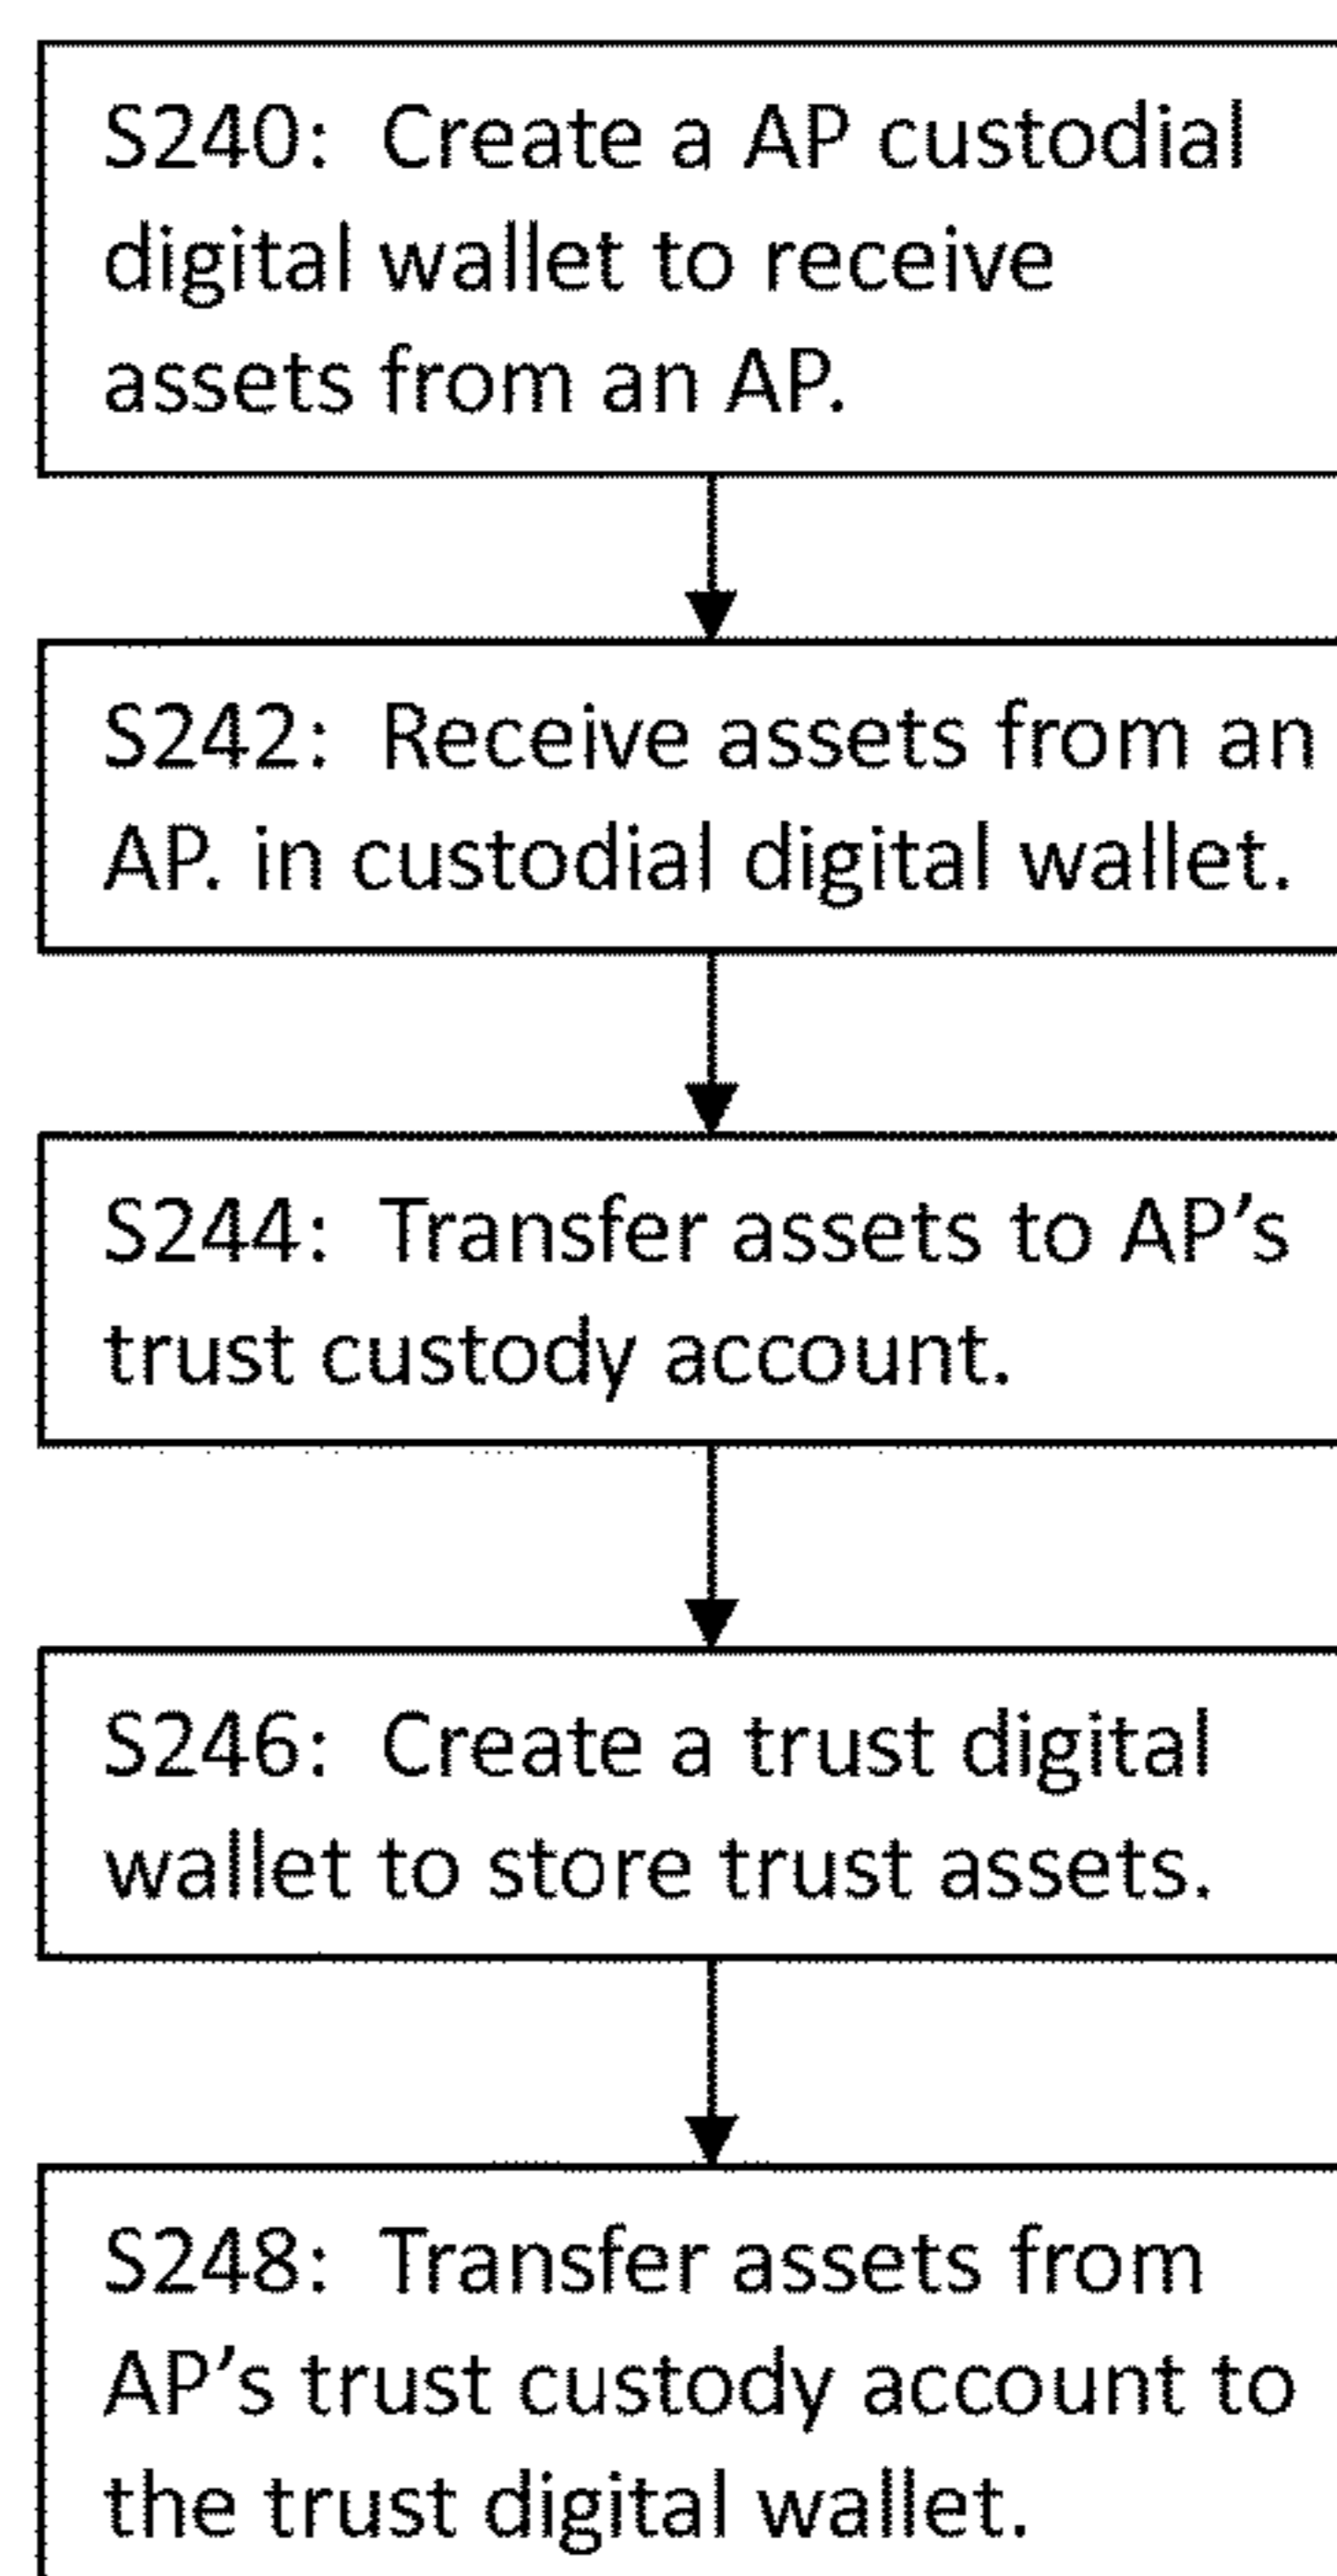 S240:  Create a AP custodial
digital wallet to receive
assets from an AP.
S242:  Receive assets from an
AP. in custodial digital wallet.
S244:  Transfer assets to AP’s
trust custody account.
S246:  Create a trust digital
wallet to store trust assets.
S248:  Transfer assets from
AP’s trust custody account to
the trust digital wallet.